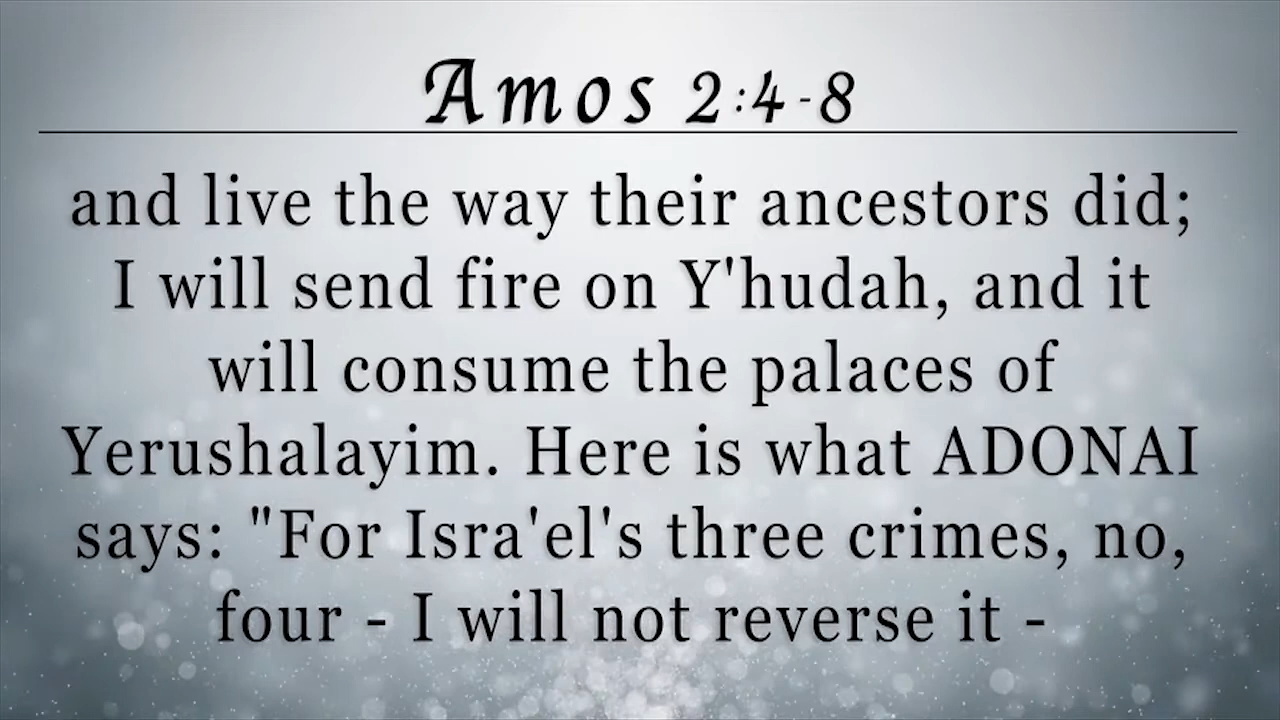 Amos 2:4-8
and live the way their ancestors did;
I will send fire on Y'hudah, and it
will consume the palaces of
Yerushalayim. Here is what ADONAI
says: "For Isra'el's three crimes, no,
four - I will not reverse it -